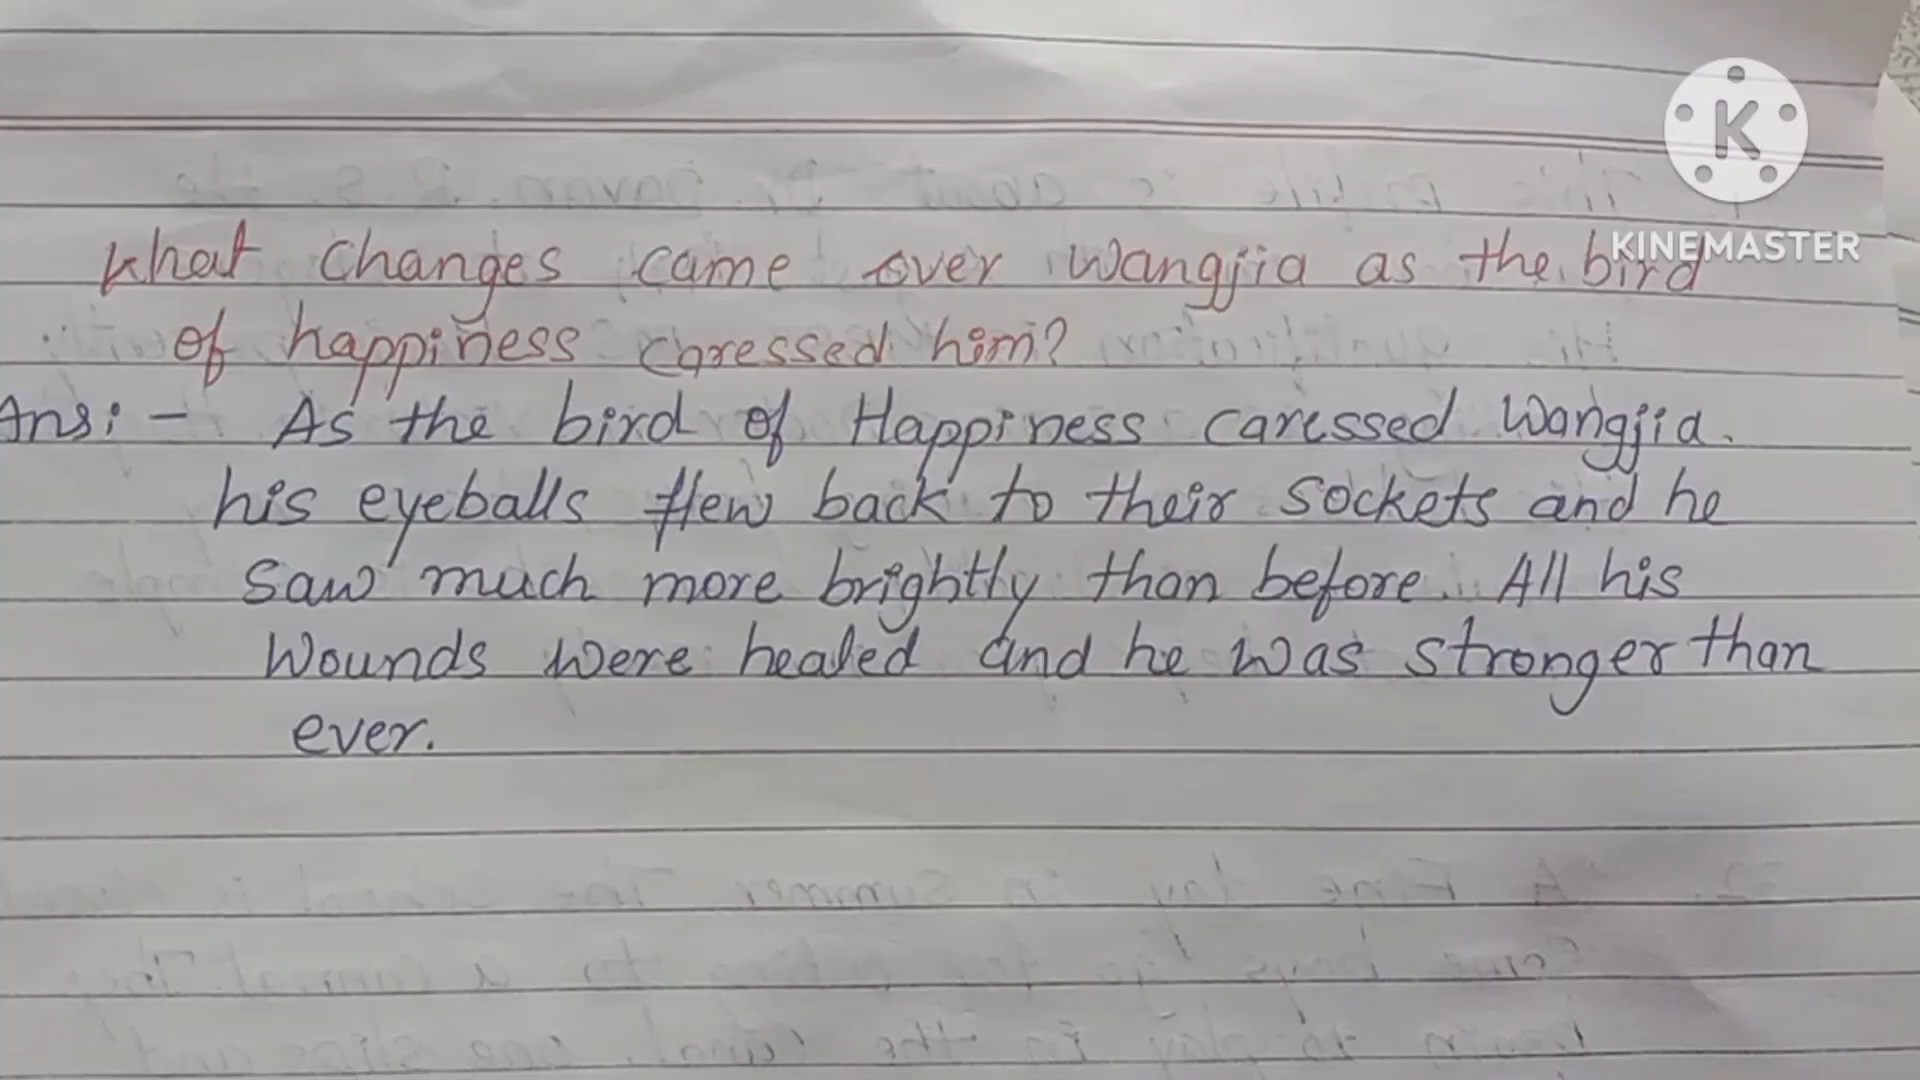 KINEMASTER
What changes came over Wangjia as the bird
of happiness caressed him?
Ans:- As the bird of Happiness caressed Wangjia.
his eyeballs flew back to their sockets and he
saw much more brightly than before. All his
wounds were healed and he was stronger than
ever.